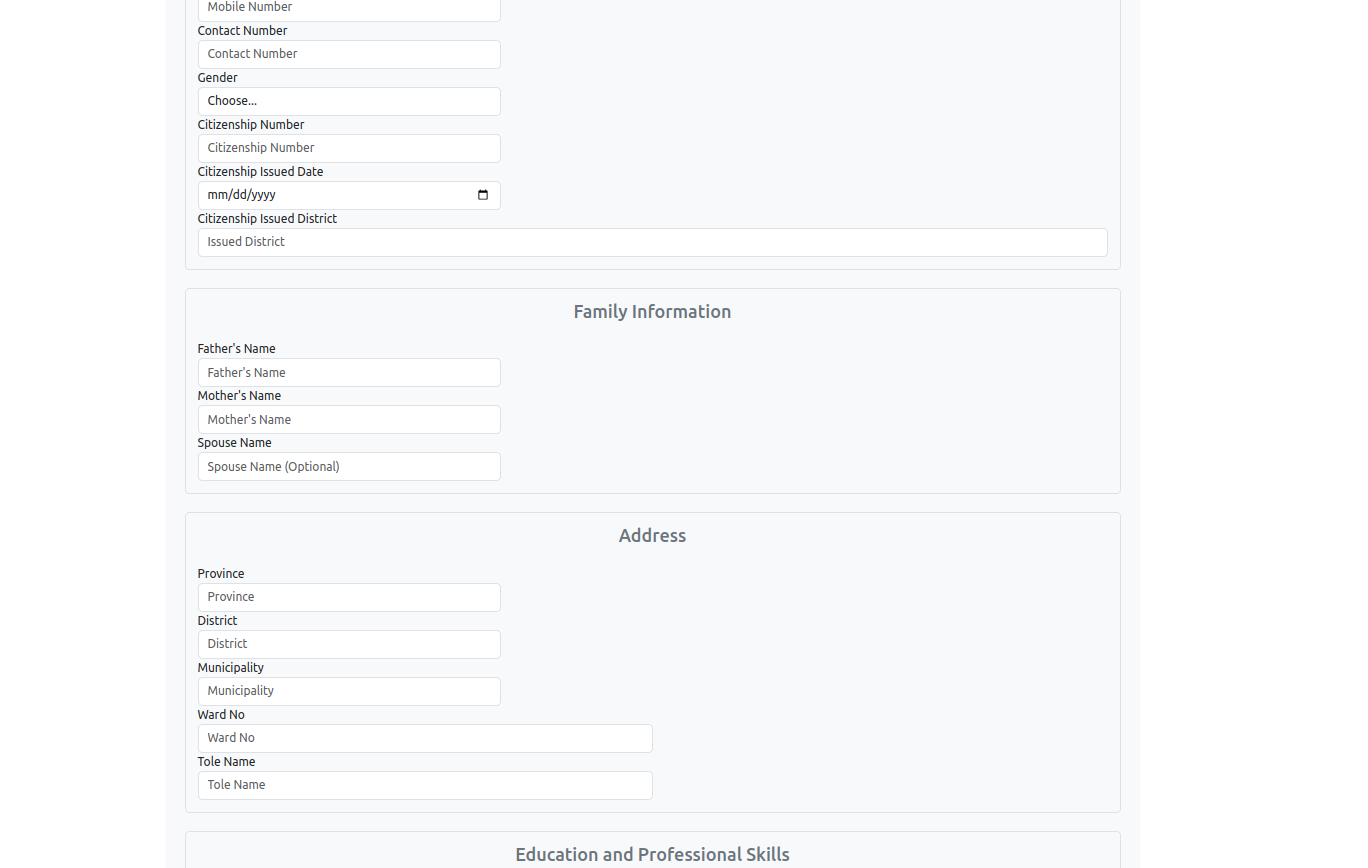 Mobile Number
Contact Number
Contact Number
Gender
Choose...
Citizenship Number
Citizenship Number
Citizenship Issued Date
mm/dd/yyyy
Citizenship Issued District
Issued District
Family Information
Father's Name
Father's Name
Mother's Name
Mother's Name
Spouse Name
Spouse Name (Optional)
Address
Province
Province
District
District
Municipality
Municipality
Ward No
Ward No
Tole Name
Tole Name
Education and Professional Skills